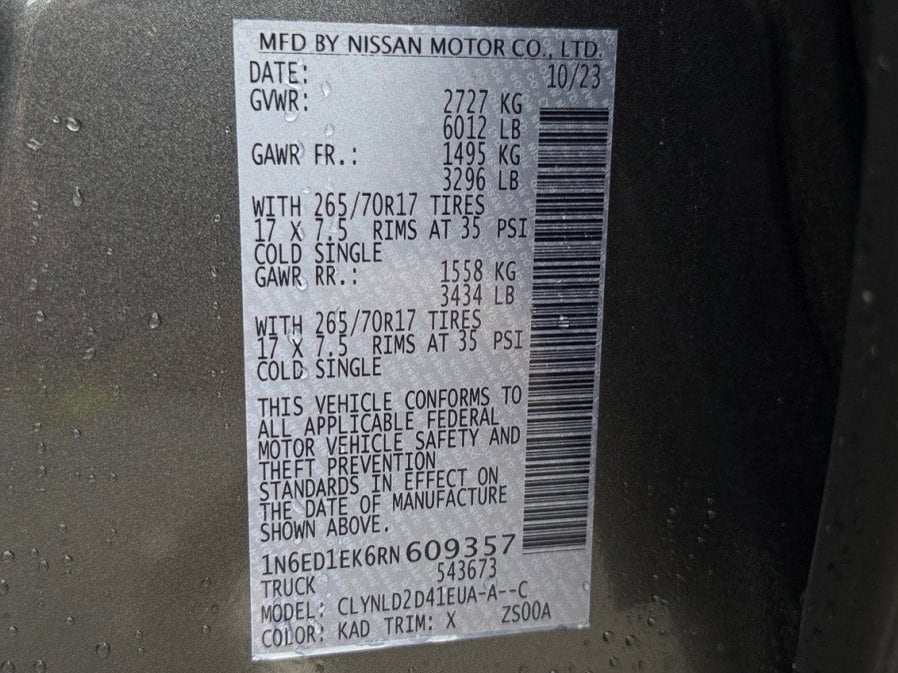 MFD BY NISSAN MOTOR CO., LTD.
DATE: 10/23
GVWR: 2727 KG
6012 LB
GAWR FR.: 1495 KG
3296 LB
WITH 265/70R17 TIRES
17 X 7.5 RIMS AT 35 PSI
COLD SINGLE
GAWR RR.: 1558 KG
3434 LB
WITH 265/70R17 TIRES
17 X 7.5 RIMS AT 35 PSI
COLD SINGLE
THIS VEHICLE CONFORMS TO
ALL APPLICABLE FEDERAL
MOTOR VEHICLE SAFETY AND
THEFT PREVENTION
STANDARDS IN EFFECT ON
THE DATE OF MANUFACTURE
SHOWN ABOVE.
1N6ED1EK6RN609357
TRUCK 543673
MODEL: CLYNLD2D41EUA-A--C
COLOR: KAD TRIM: X ZS00A